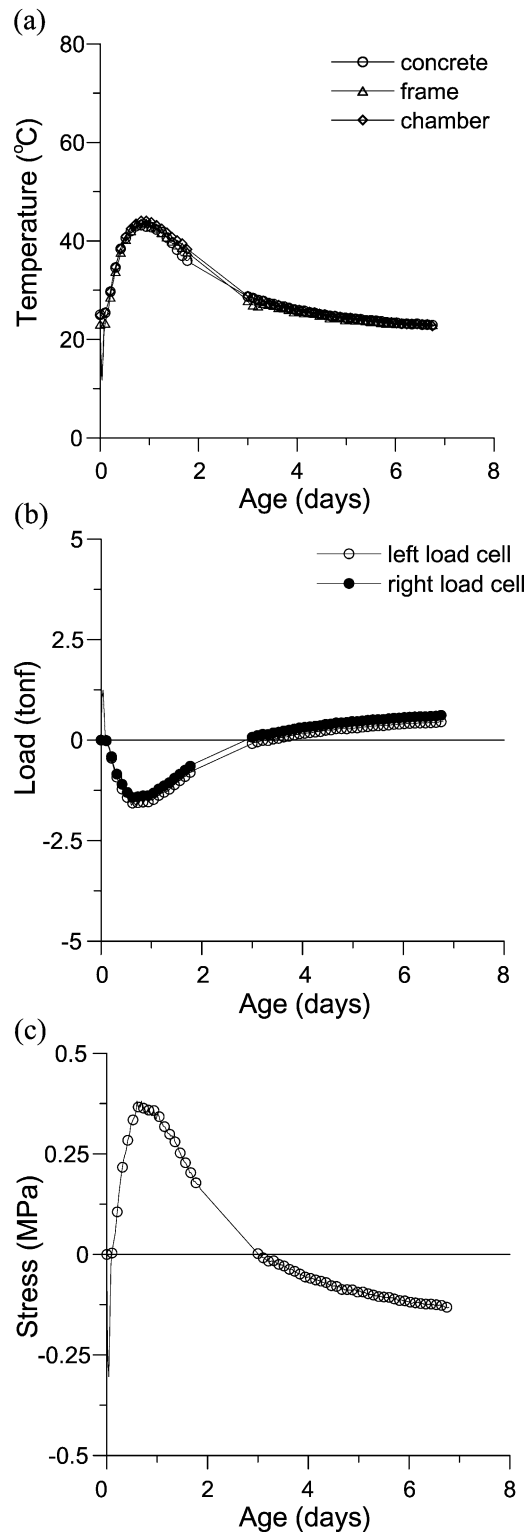 (a)
80
60
40
20
0
Temperature (°C)
concrete
frame
chamber
0 2 4 6 8
Age (days)
(b)
5
2.5
0
-2.5
-5
Load (tonf)
left load cell
right load cell
0 2 4 6 8
Age (days)
(c)
0.5
0.25
0
-0.25
-0.5
Stress (MPa)
0 2 4 6 8
Age (days)